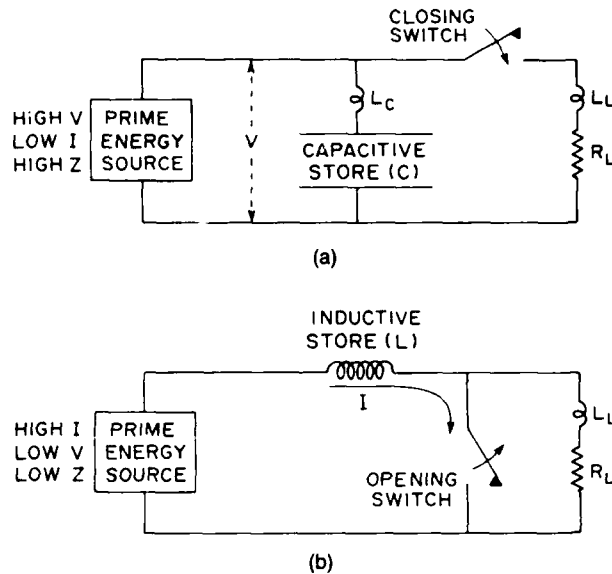 CLOSING
SWITCH
HIGH V
LOW I
HIGH Z
PRIME
ENERGY
SOURCE
V
L_C
CAPACITIVE
STORE (C)
L_L
R_L
(a)
INDUCTIVE
STORE (L)
I
HIGH I
LOW V
LOW Z
PRIME
ENERGY
SOURCE
OPENING
SWITCH
L_L
R_L
(b)